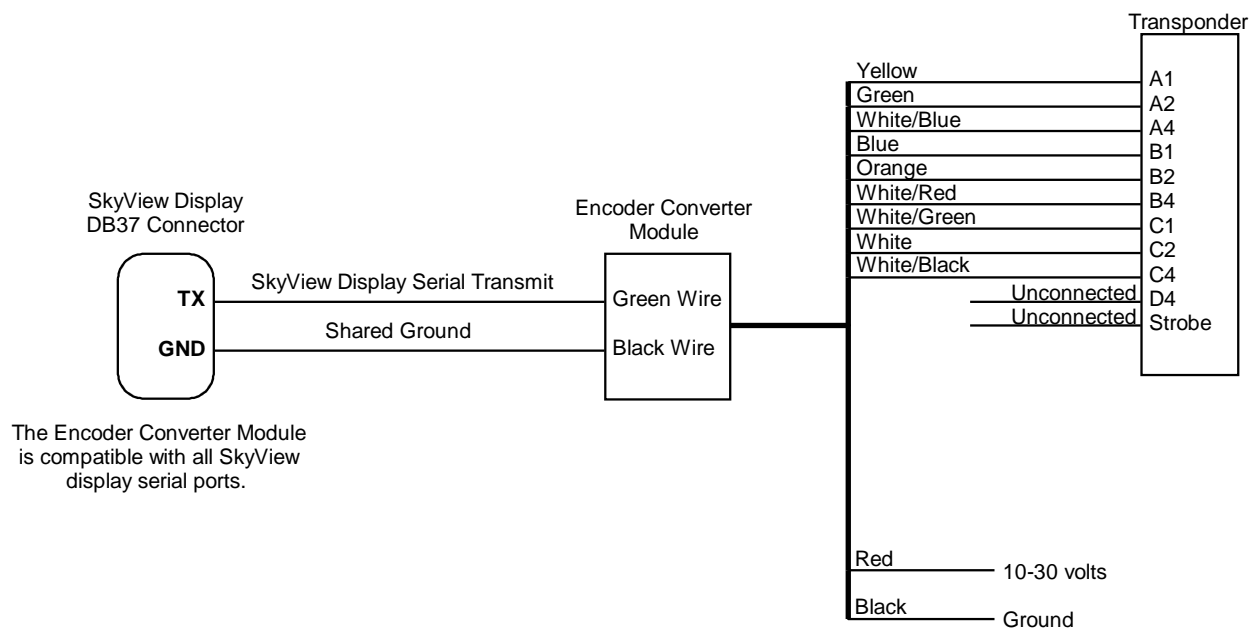 Transponder
Yellow
A1
Green
A2
White/Blue
A4
Blue
B1
Orange
B2
White/Red
B4
White/Green
C1
White
C2
White/Black
C4
Unconnected
D4
Unconnected
Strobe
SkyView Display
DB37 Connector
Encoder Converter
Module
TX
SkyView Display Serial Transmit
Green Wire
GND
Shared Ground
Black Wire
The Encoder Converter Module
is compatible with all SkyView
display serial ports.
Red
10-30 volts
Black
Ground